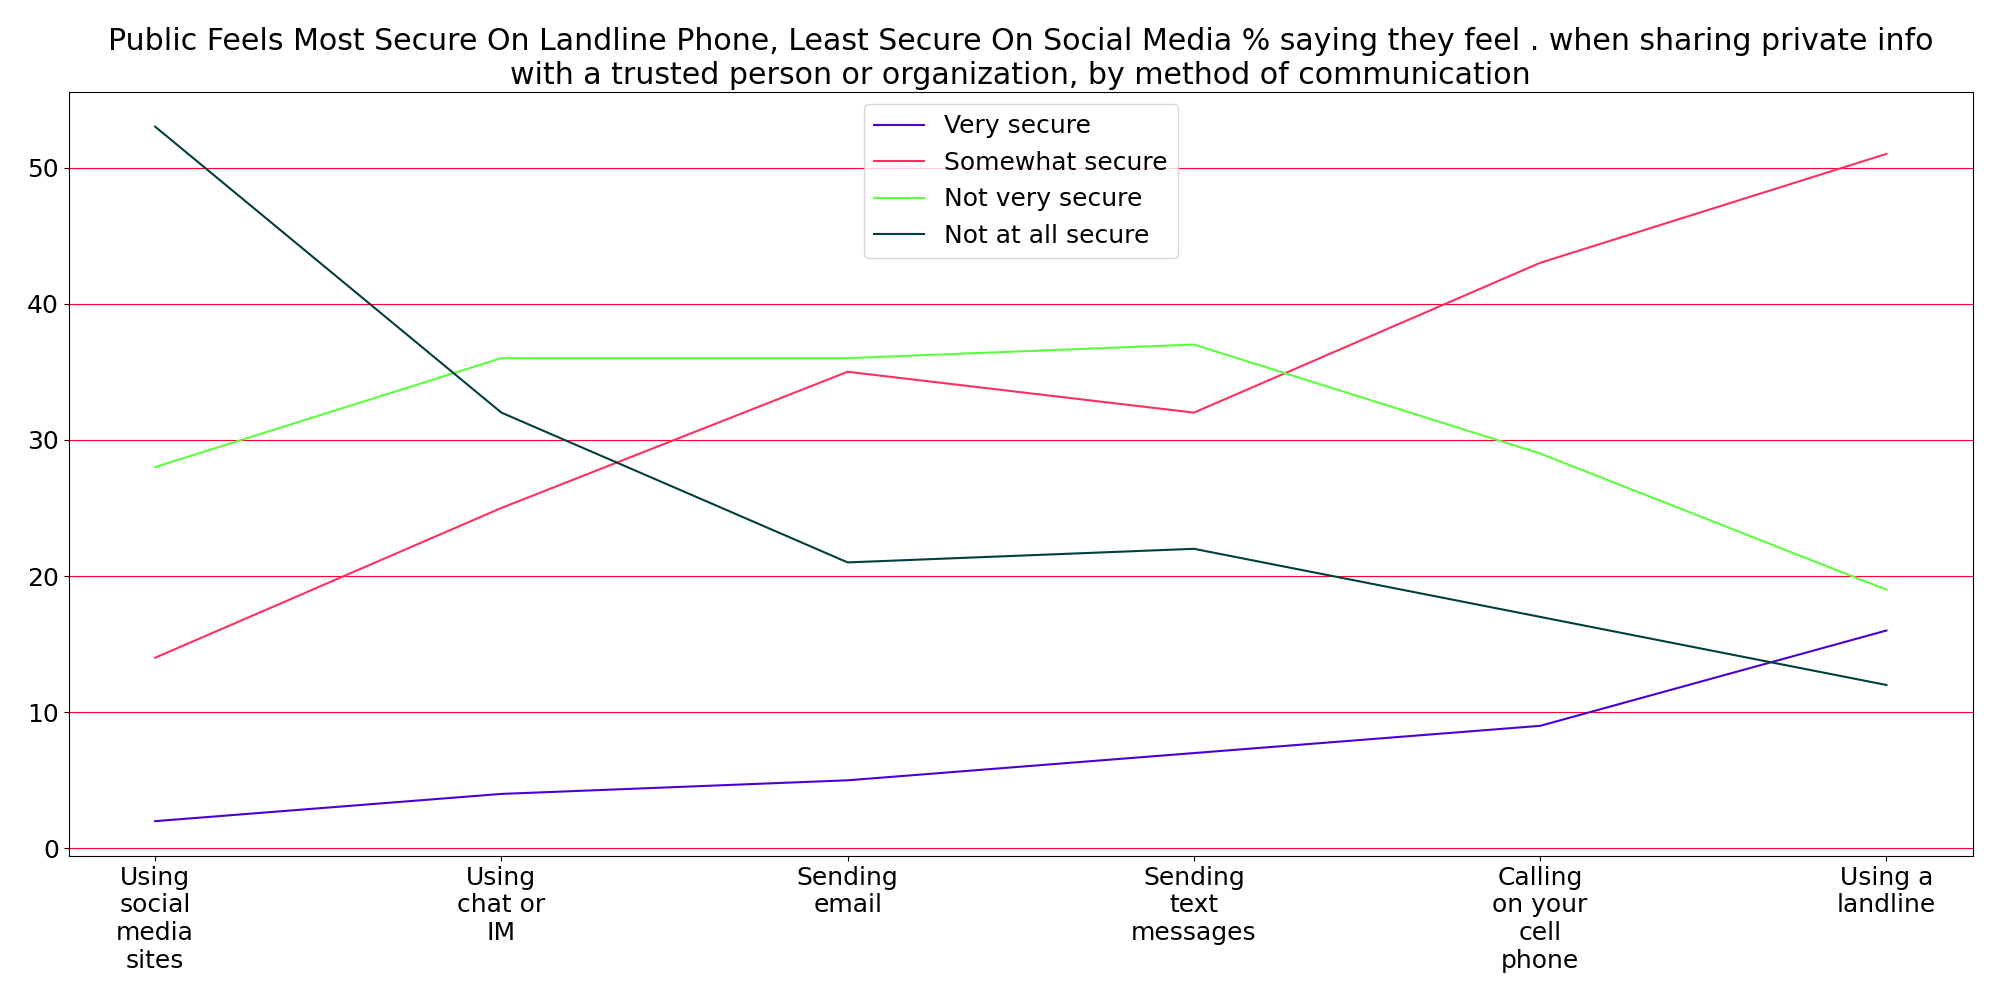 Public Feels Most Secure On Landline Phone, Least Secure On Social Media % saying they feel . when sharing private info
with a trusted person or organization, by method of communication
Very secure
Somewhat secure
Not very secure
Not at all secure
50
40
30
20
10
0
Using
social
media
sites
Using
chat or
IM
Sending
email
Sending
text
messages
Calling
on your
cell
phone
Using a
landline